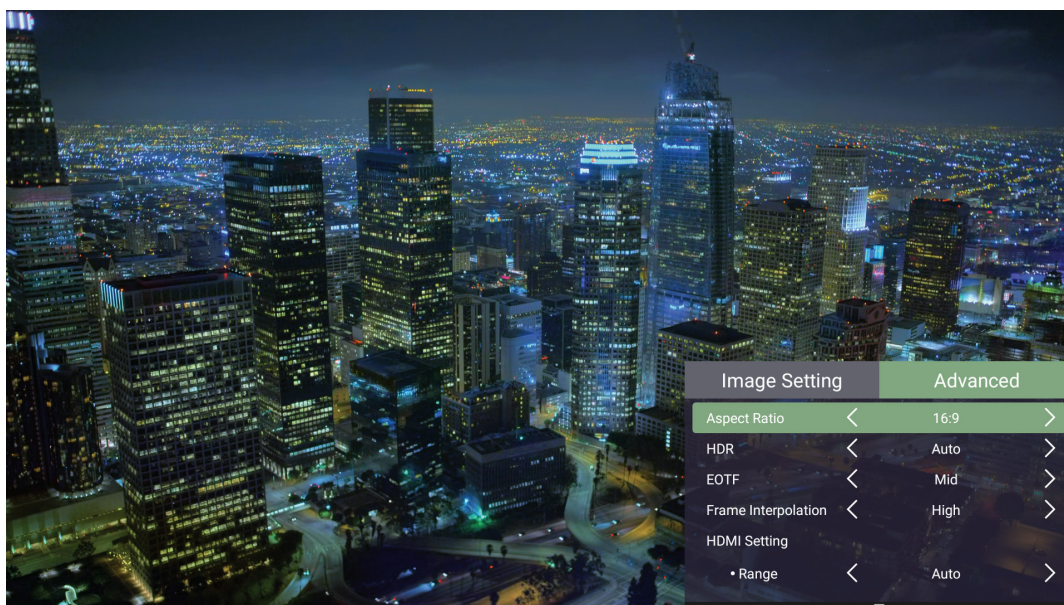 Image Setting Advanced
Aspect Ratio < 16:9 >
HDR < Auto >
EOTF < Mid >
Frame Interpolation < High >
HDMI Setting
• Range < Auto >